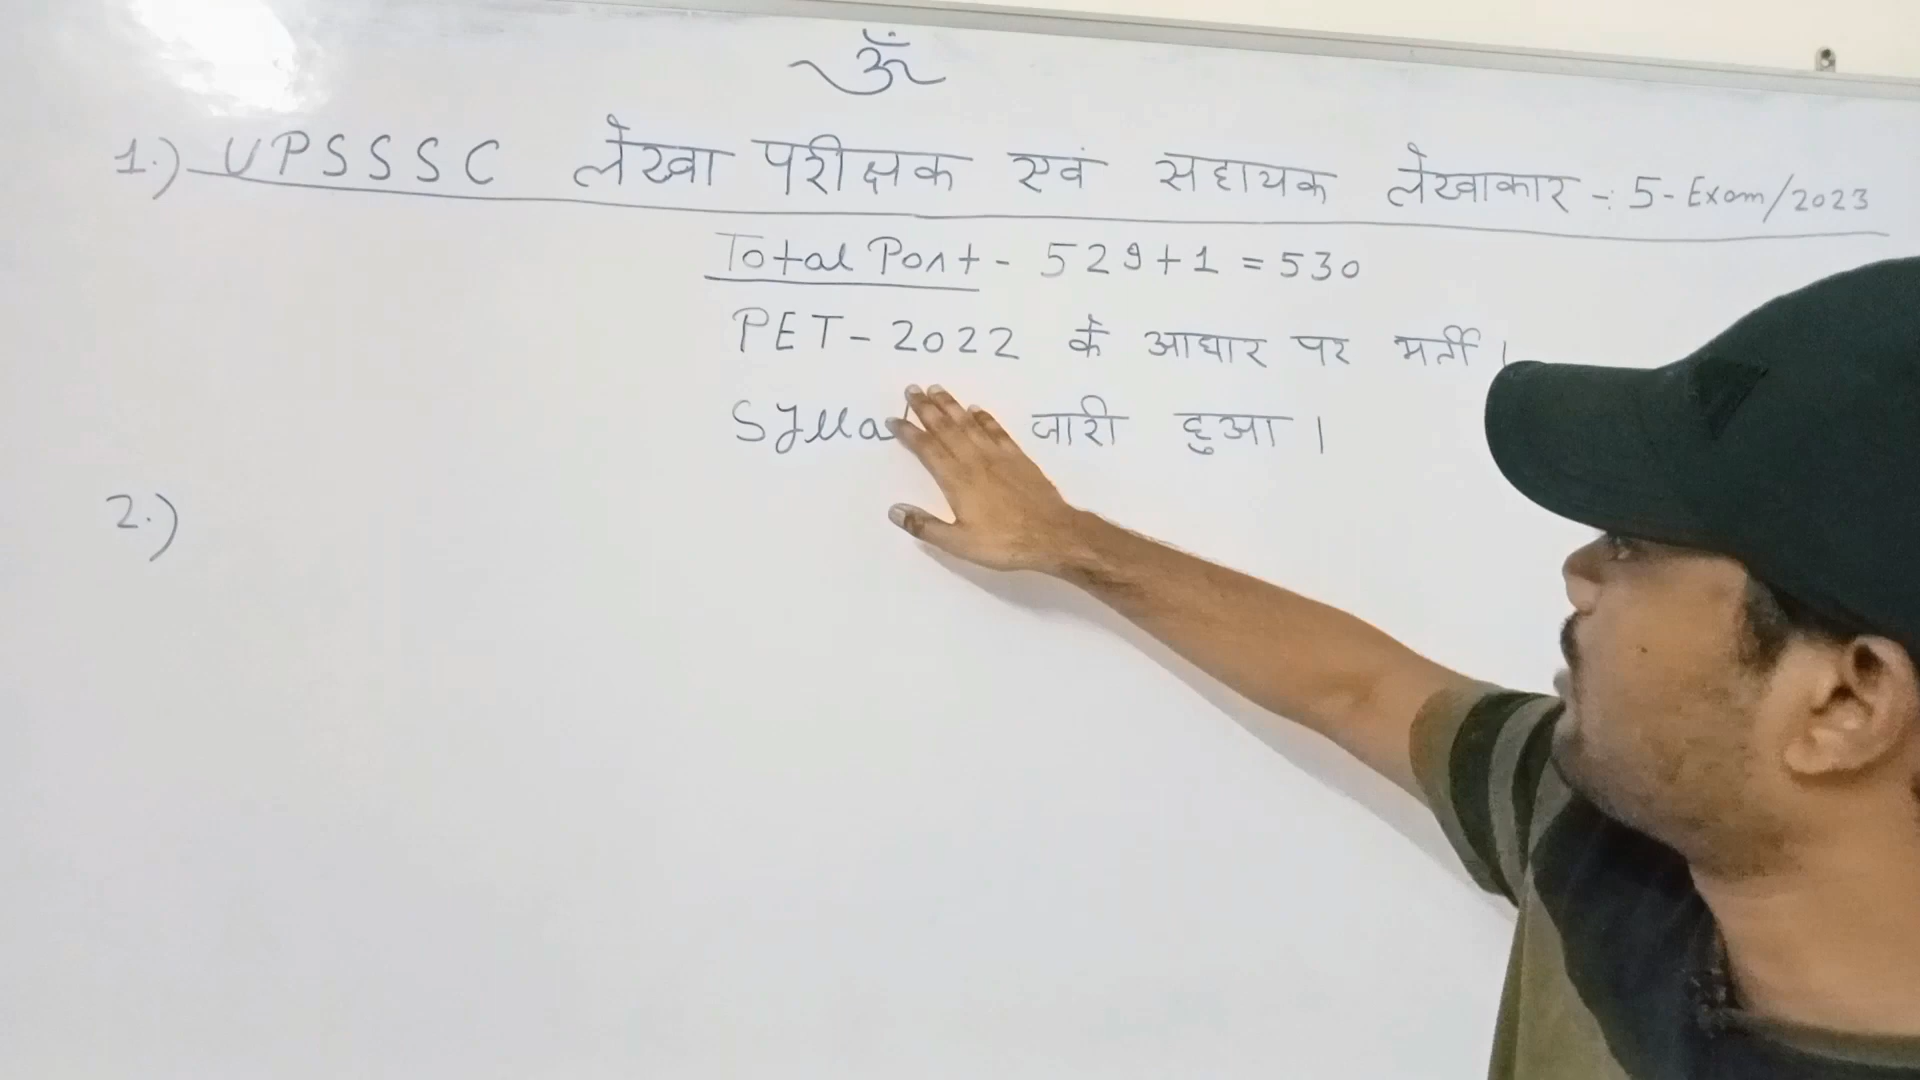 ॐ
1.) UPSSSC लेखा परीक्षक एवं सहायक लेखाकार -: 5-Exam/2023
Total Post - 529+1 = 530
PET-2022 के आधार पर भर्ती।
जारी हुआ।
2.)